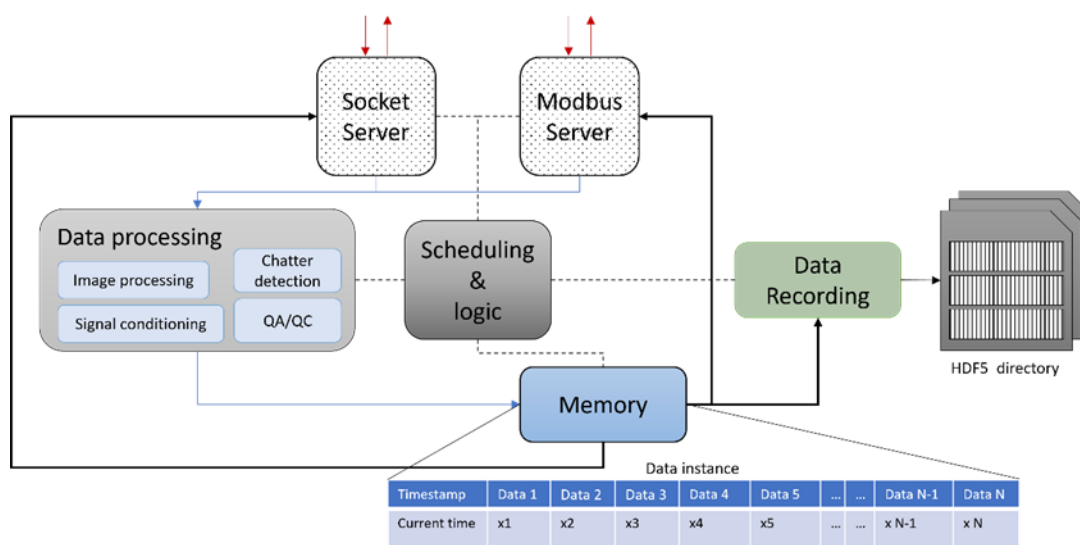 Socket
Server
Modbus
Server
Data processing
Image processing
Chatter
detection
Signal conditioning
QA/QC
Scheduling
&
logic
Data
Recording
HDF5 directory
Memory
Data instance
Timestamp Data 1 Data 2 Data 3 Data 4 Data 5 ... ... Data N-1 Data N
Current time x1 x2 x3 x4 x5 ... ... x N-1 x N